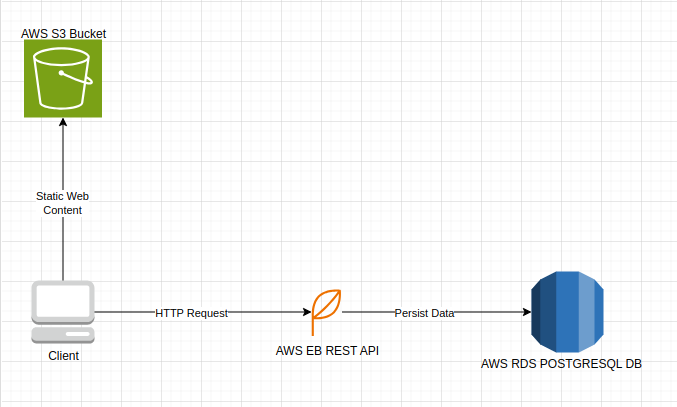 AWS S3 Bucket
Static Web
Content
HTTP Request
Persist Data
AWS EB REST API
Client
AWS RDS POSTGRESQL DB